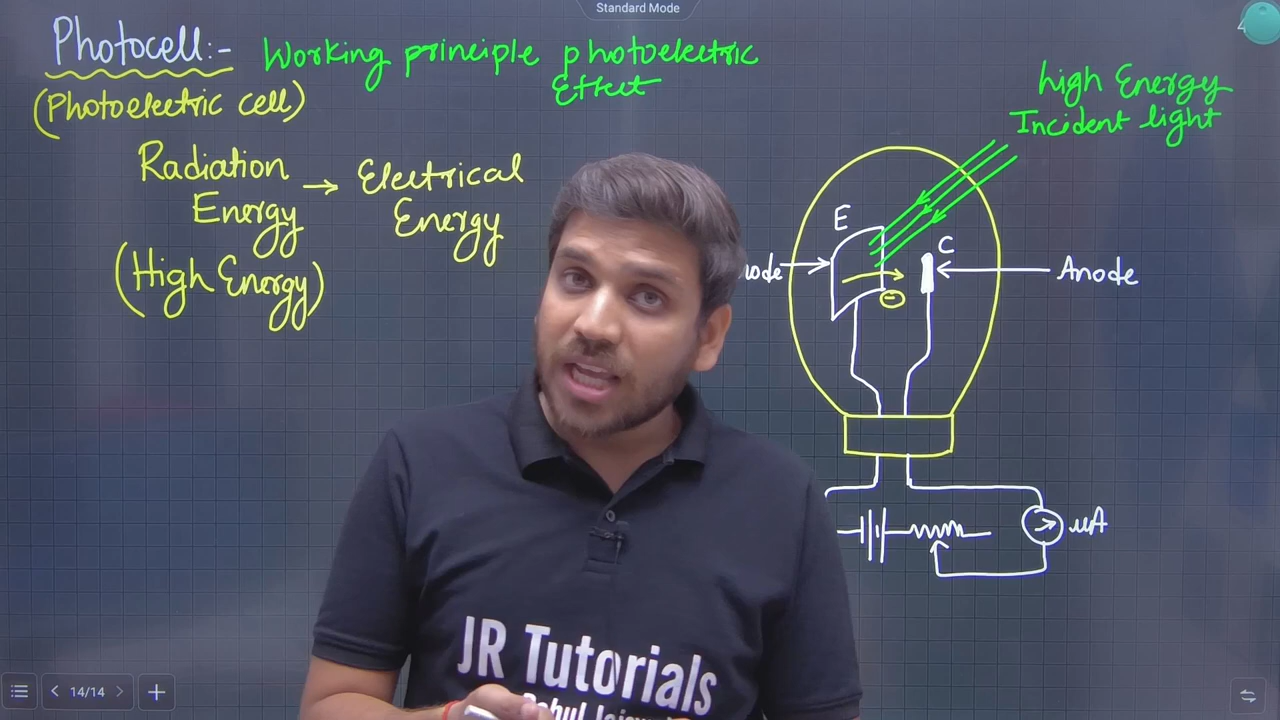 Standard Mode
Photocell:- Working principle photoelectric
Effect
(Photoelectric cell)
Radiation → Electrical
Energy Energy
(High Energy)
high Energy
Incident light
E
C
Anode
μA
JR Tutorials
14/14